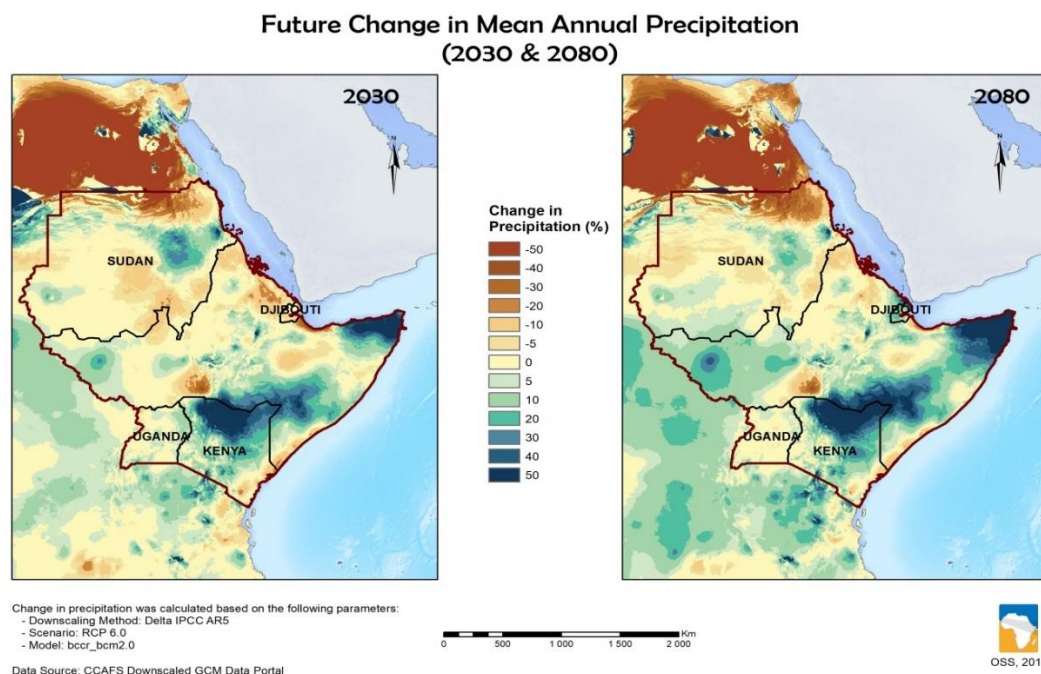 Future Change in Mean Annual Precipitation
(2030 & 2080)
2030
N
SUDAN
DJIBOUTI
UGANDA
KENYA
Change in
Precipitation (%)
-50
-40
-30
-20
-10
-5
0
5
10
20
30
40
50
2080
N
SUDAN
DJIBOUTI
UGANDA
KENYA
Change in precipitation was calculated based on the following parameters:
- Downscaling Method: Delta IPCC AR5
- Scenario: RCP 6.0
- Model: bccr_bcm2.0
Data Source: CCAFS Downscaled GCM Data Portal
Km
0 500 1 000 1 500 2 000
OSS, 201